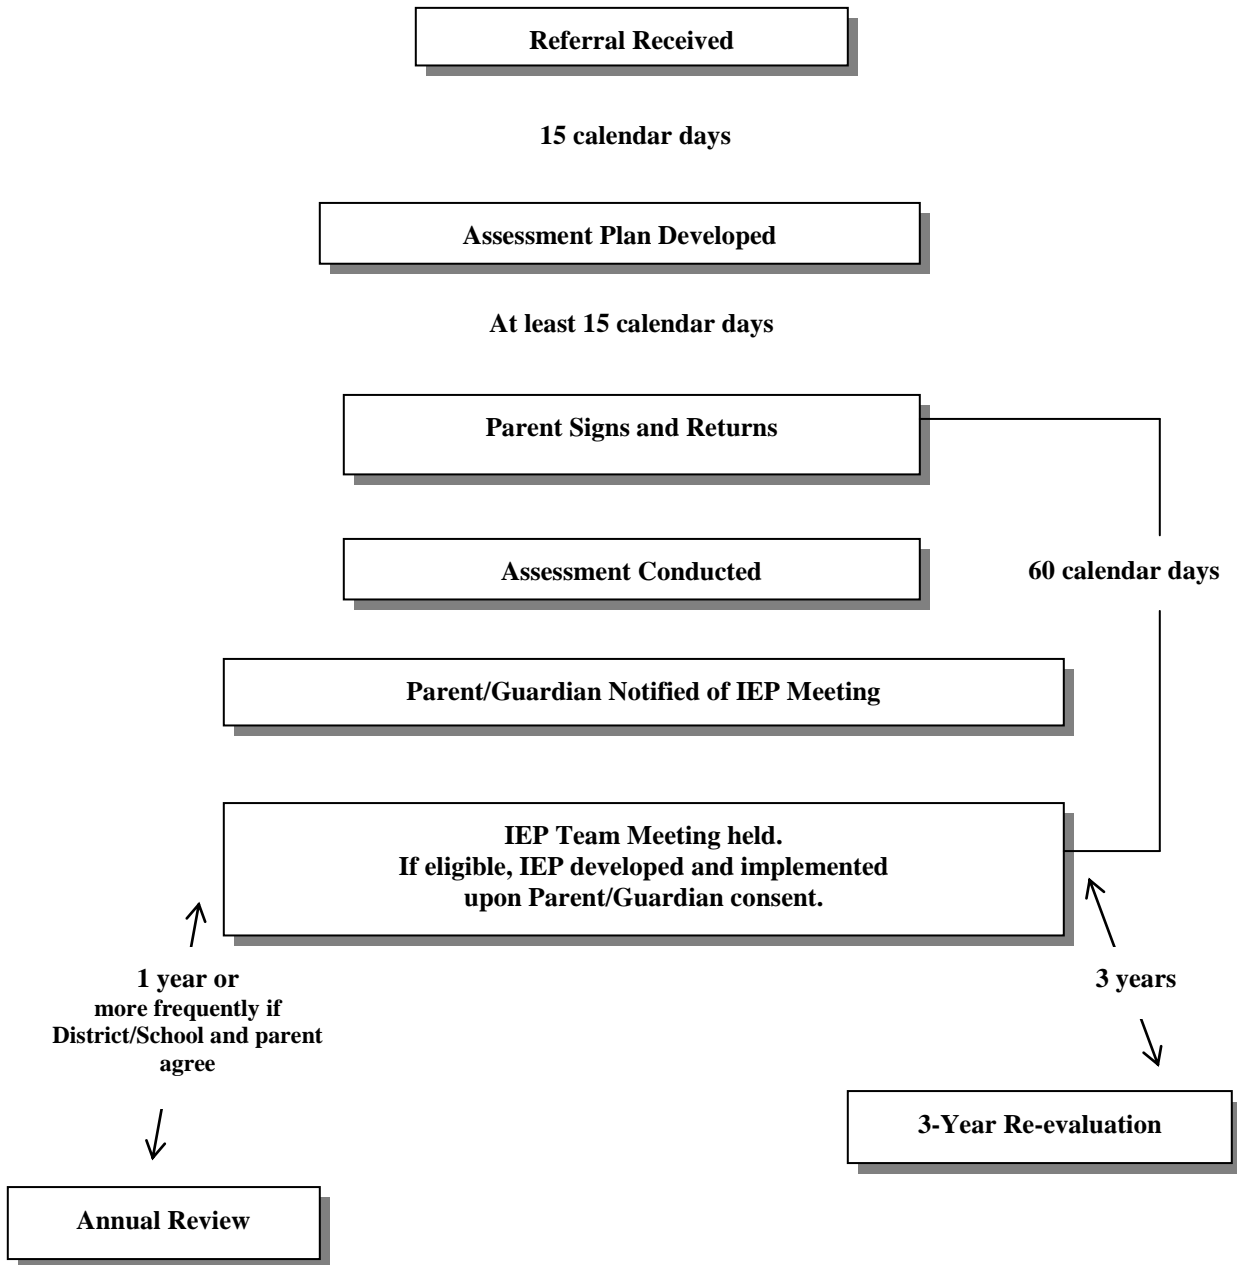 Referral Received
15 calendar days
Assessment Plan Developed
At least 15 calendar days
Parent Signs and Returns
Assessment Conducted
60 calendar days
Parent/Guardian Notified of IEP Meeting
IEP Team Meeting held.
If eligible, IEP developed and implemented
upon Parent/Guardian consent.
1 year or
more frequently if
District/School and parent
agree
3 years
3-Year Re-evaluation
Annual Review